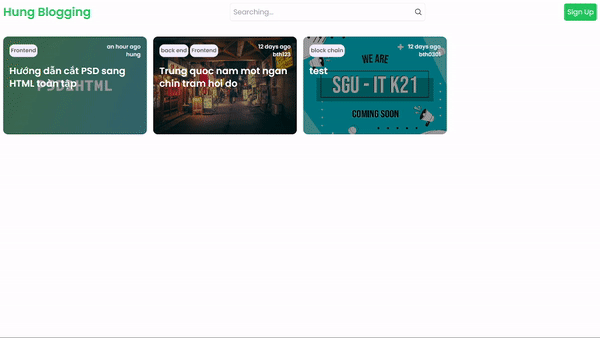 Hung Blogging
Searching...
Sign Up
Frontend
an hour ago
hung
Hướng dẫn cắt PSD sang
HTML toàn tập
back end
Frontend
12 days ago
bth123
Trung quoc nam mot ngan
chin tram hoi do
block chain
12 days ago
test
WE ARE
SGU - IT K21
COMING SOON